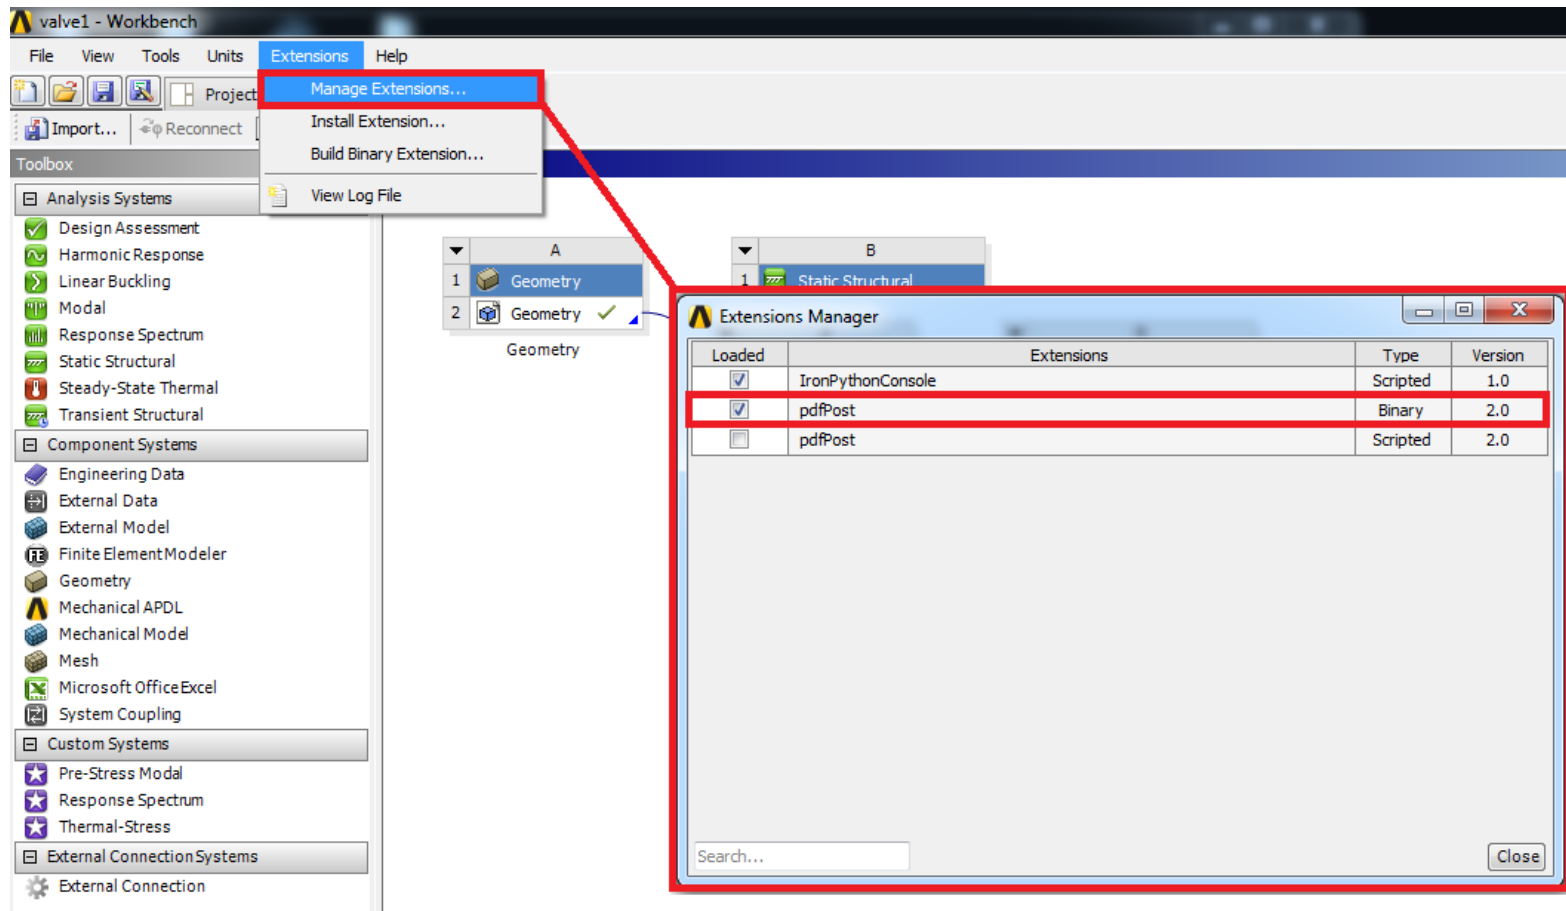 valve1 - Workbench
File View Tools Units Extensions Help
Project
Manage Extensions...
Install Extension...
Build Binary Extension...
View Log File
Import... Reconnect
Toolbox
Analysis Systems
Design Assessment
Harmonic Response
Linear Buckling
Modal
Response Spectrum
Static Structural
Steady-State Thermal
Transient Structural
Component Systems
Engineering Data
External Data
External Model
Finite Element Modeler
Geometry
Mechanical APDL
Mechanical Model
Mesh
Microsoft Office Excel
System Coupling
Custom Systems
Pre-Stress Modal
Response Spectrum
Thermal-Stress
External Connection Systems
External Connection
A
1 Geometry
2 Geometry
Geometry
B
1 Static Structural
Extensions Manager
Loaded Extensions Type Version
IronPythonConsole Scripted 1.0
pdfPost Binary 2.0
pdfPost Scripted 2.0
Search... Close